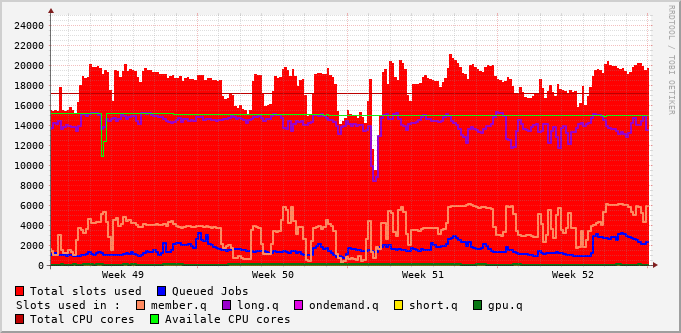 24000
22000
20000
18000
16000
14000
12000
10000
8000
6000
4000
2000
0
Week 49 Week 50 Week 51 Week 52
Total slots used Queued Jobs
Slots used in : member.q long.q ondemand.q short.q gpu.q
Total CPU cores Availale CPU cores
RRDTOOL / TOBI OETIKER